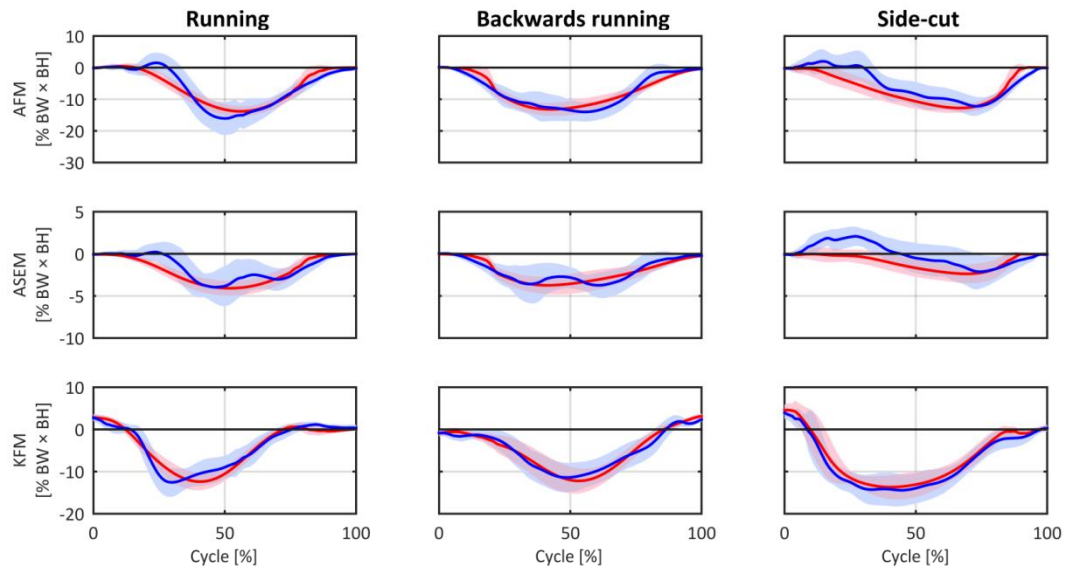 Running Backwards running Side-cut
AFM
[% BW × BH]
10
0
-10
-20
-30
ASEM
[% BW × BH]
5
0
-5
-10
KFM
[% BW × BH]
10
0
-10
-20
0 50 100 0 50 100 0 50 100
Cycle [%] Cycle [%] Cycle [%]